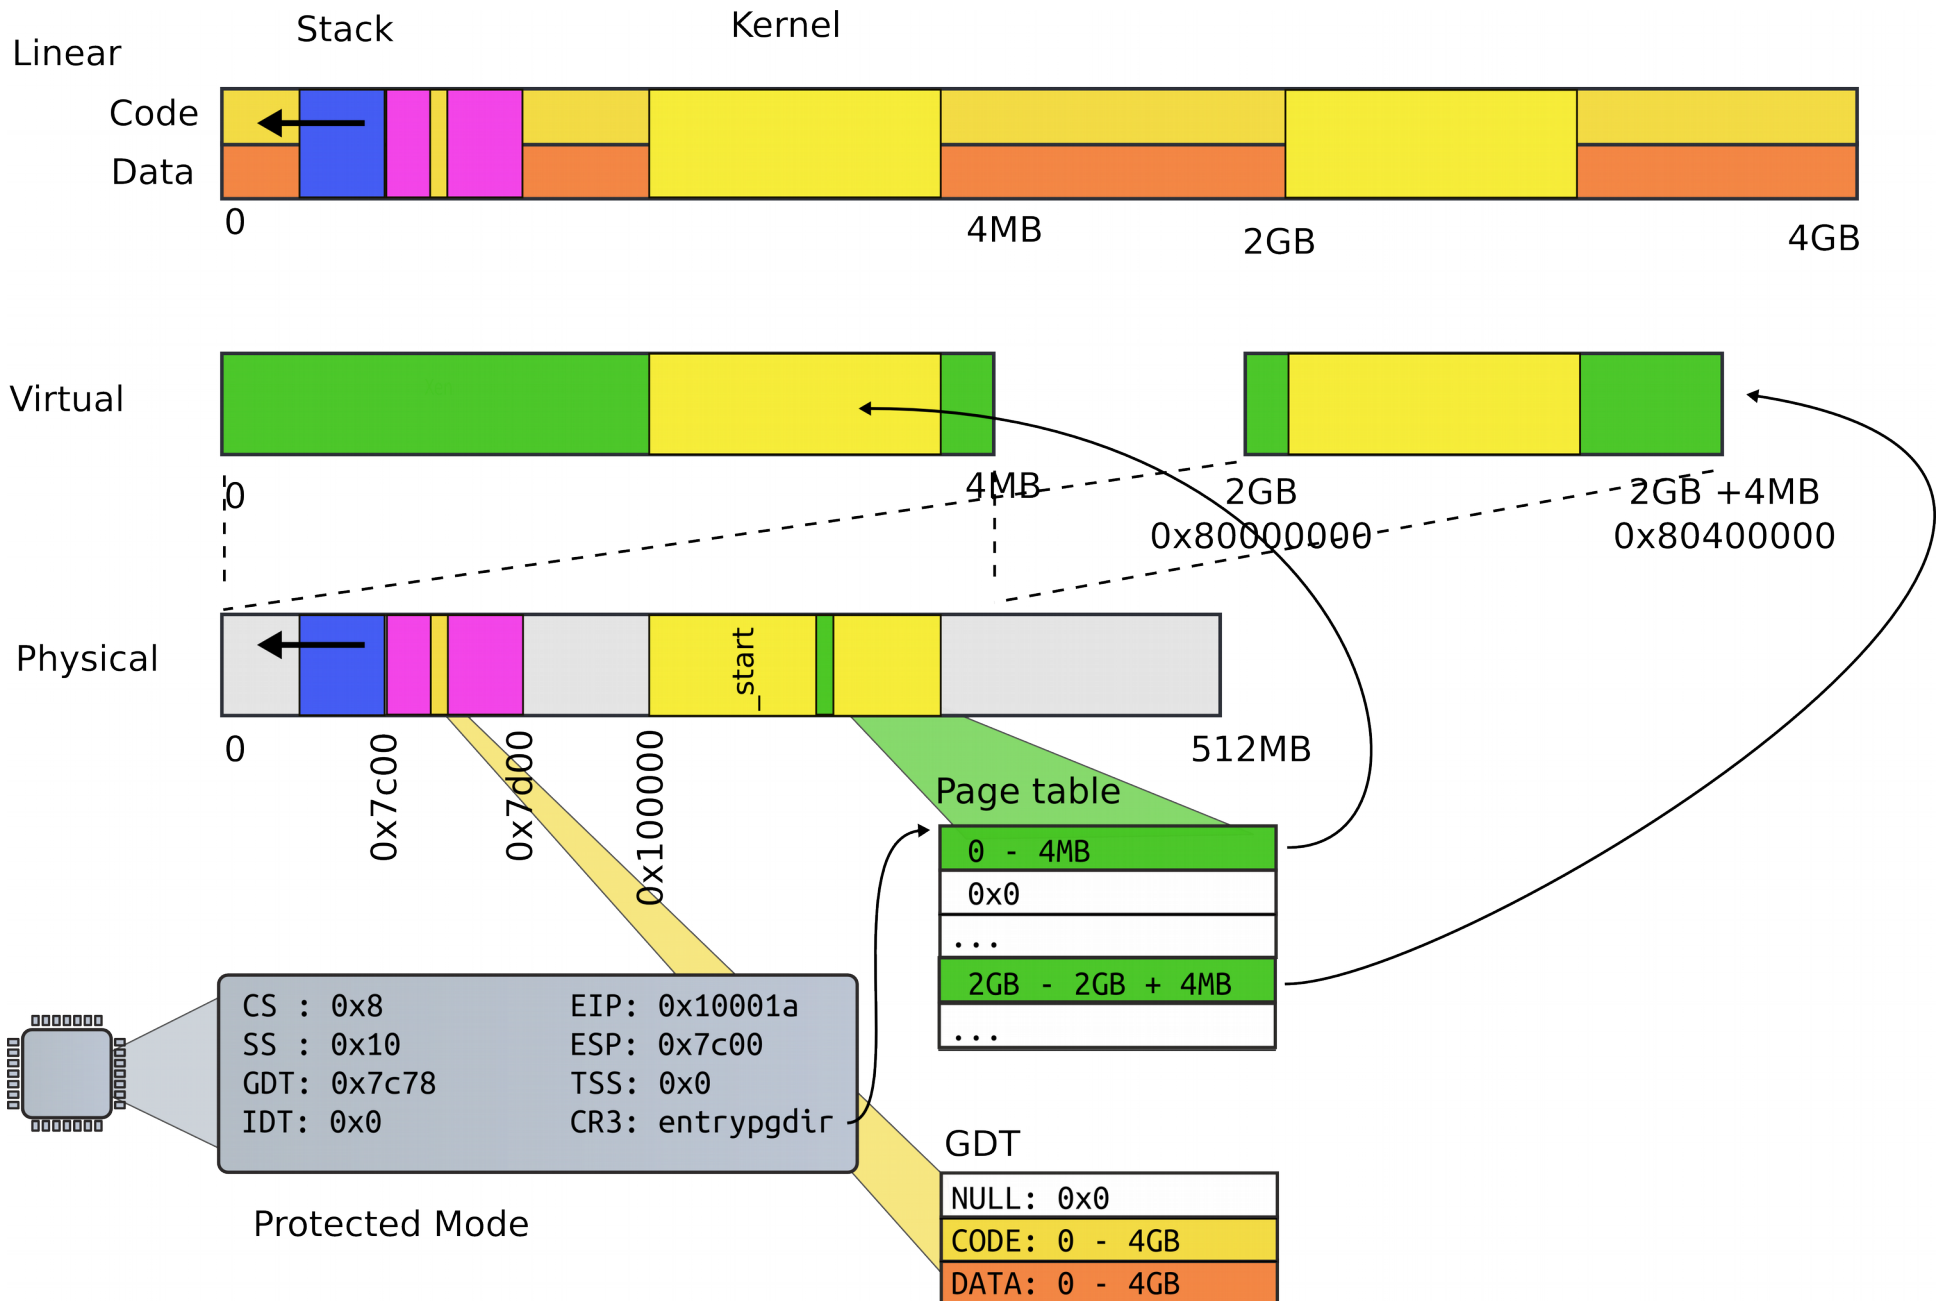 Stack
Kernel
Linear
Code
Data
0
4MB
2GB
4GB
Virtual
0
4MB
2GB
0x80000000
2GB +4MB
0x80400000
Physical
_start
0
0x7c00
0x7d00
0x100000
512MB
Page table
0 - 4MB
0x0
...
2GB - 2GB + 4MB
...
CS : 0x8
SS : 0x10
GDT: 0x7c78
IDT: 0x0
EIP: 0x10001a
ESP: 0x7c00
TSS: 0x0
CR3: entrypgdir
Protected Mode
GDT
NULL: 0x0
CODE: 0 - 4GB
DATA: 0 - 4GB